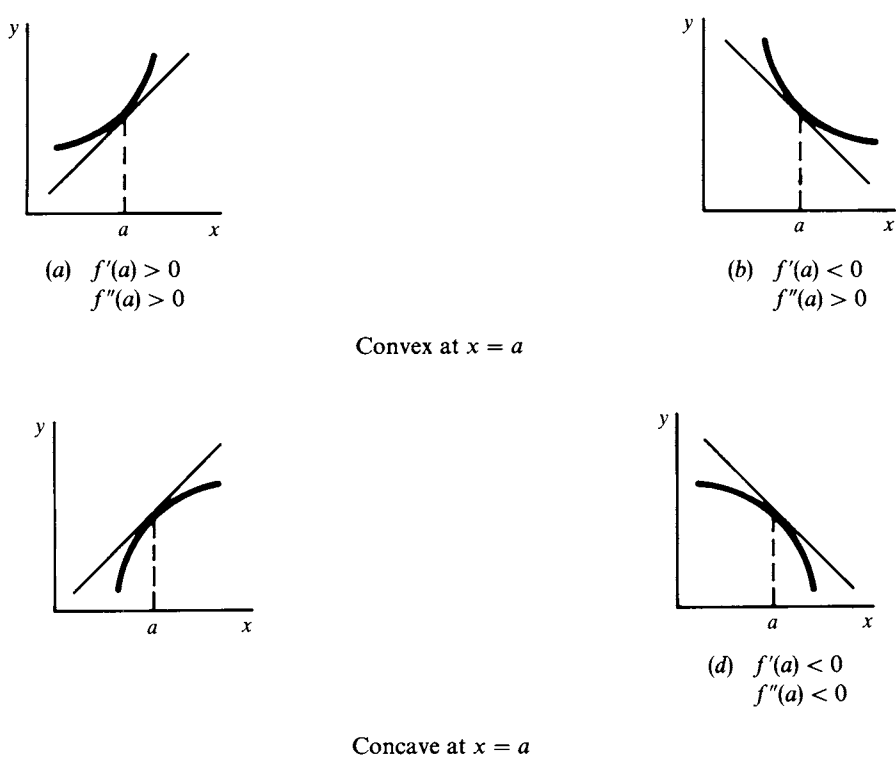 y
y
a
x
a
x
(a) f′(a) > 0
f″(a) > 0
(b) f′(a) < 0
f″(a) > 0
Convex at x = a
y
y
a
x
a
x
(d) f′(a) < 0
f″(a) < 0
Concave at x = a